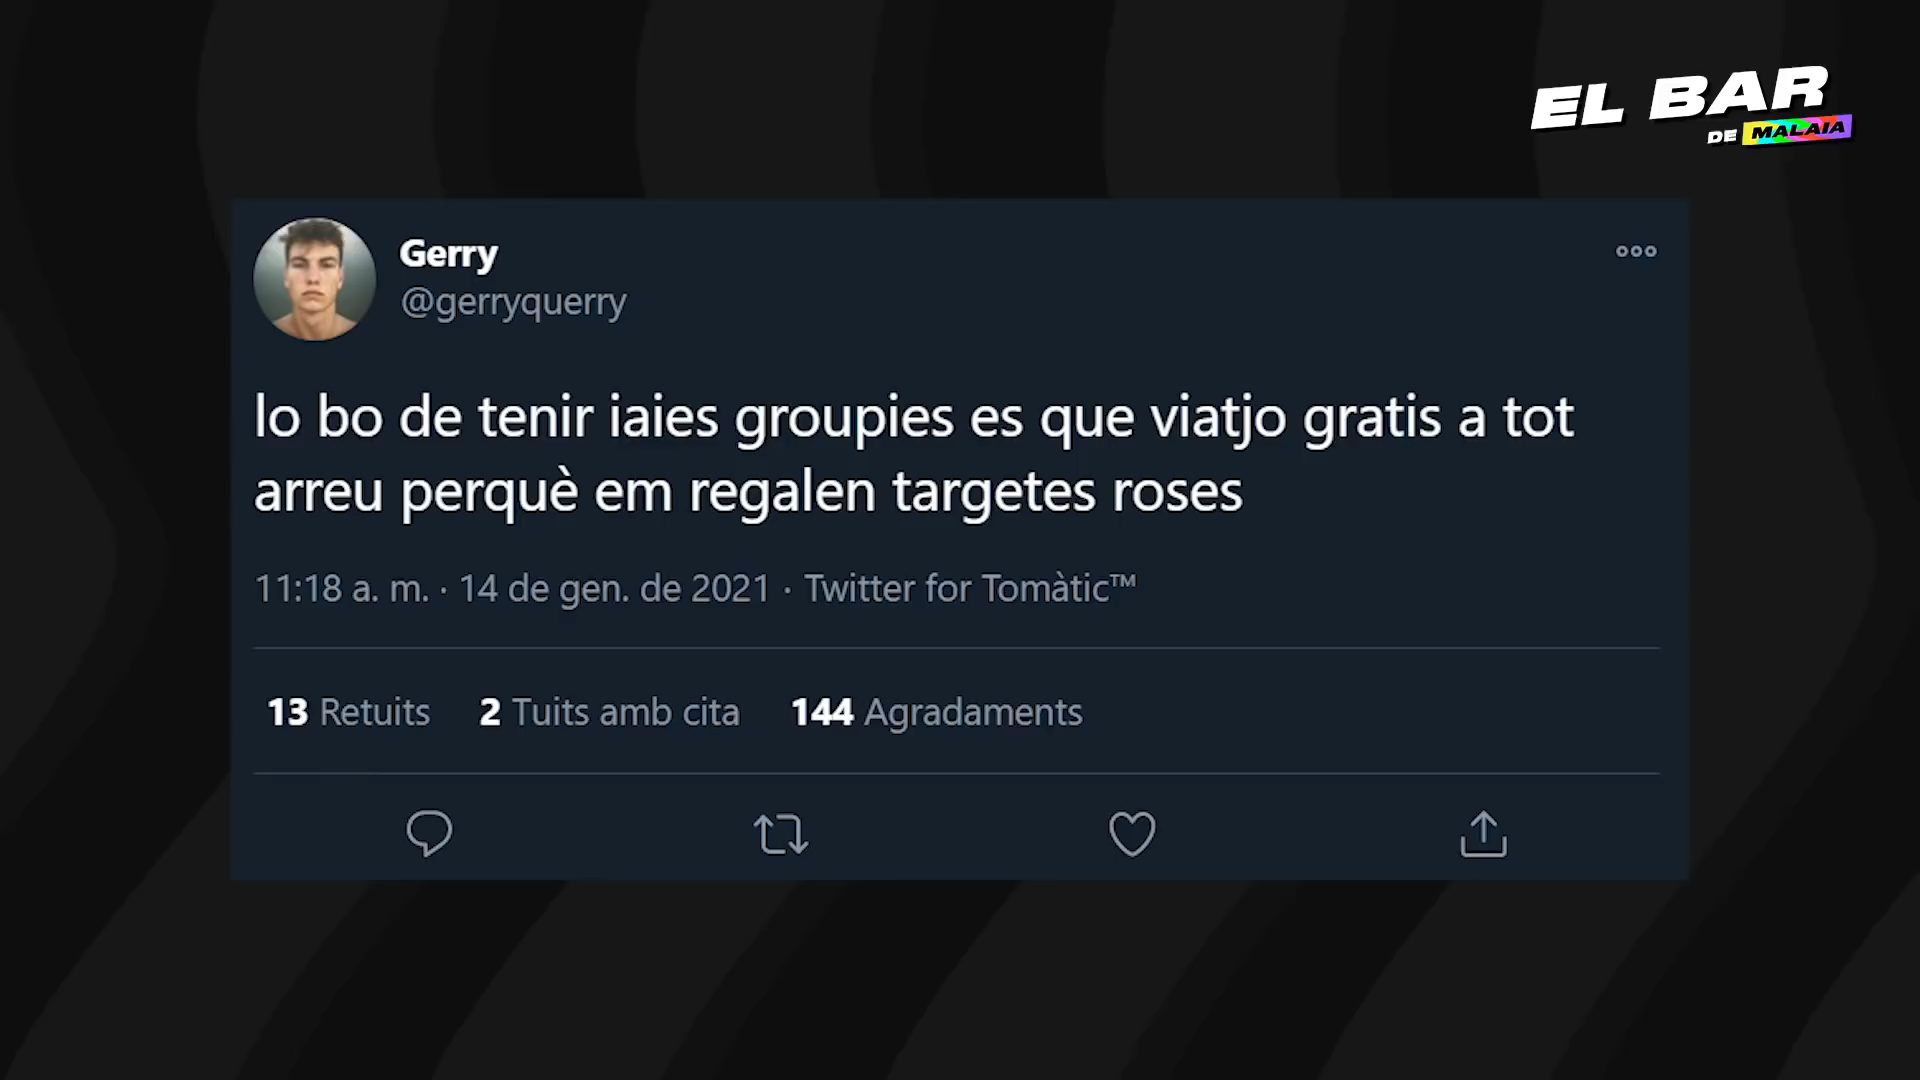 EL BAR
DE MALAIA
Gerry
@gerryquerry
lo bo de tenir iaies groupies es que viatjo gratis a tot
arreu perquè em regalen targetes roses
11:18 a. m. · 14 de gen. de 2021 · Twitter for Tomàtic™
13 Retuits 2 Tuits amb cita 144 Agradaments